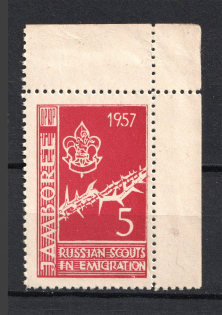 1957
ОРЮР
JAMBOREE
5
RUSSIAN SCOUTS
IN EMIGRATION